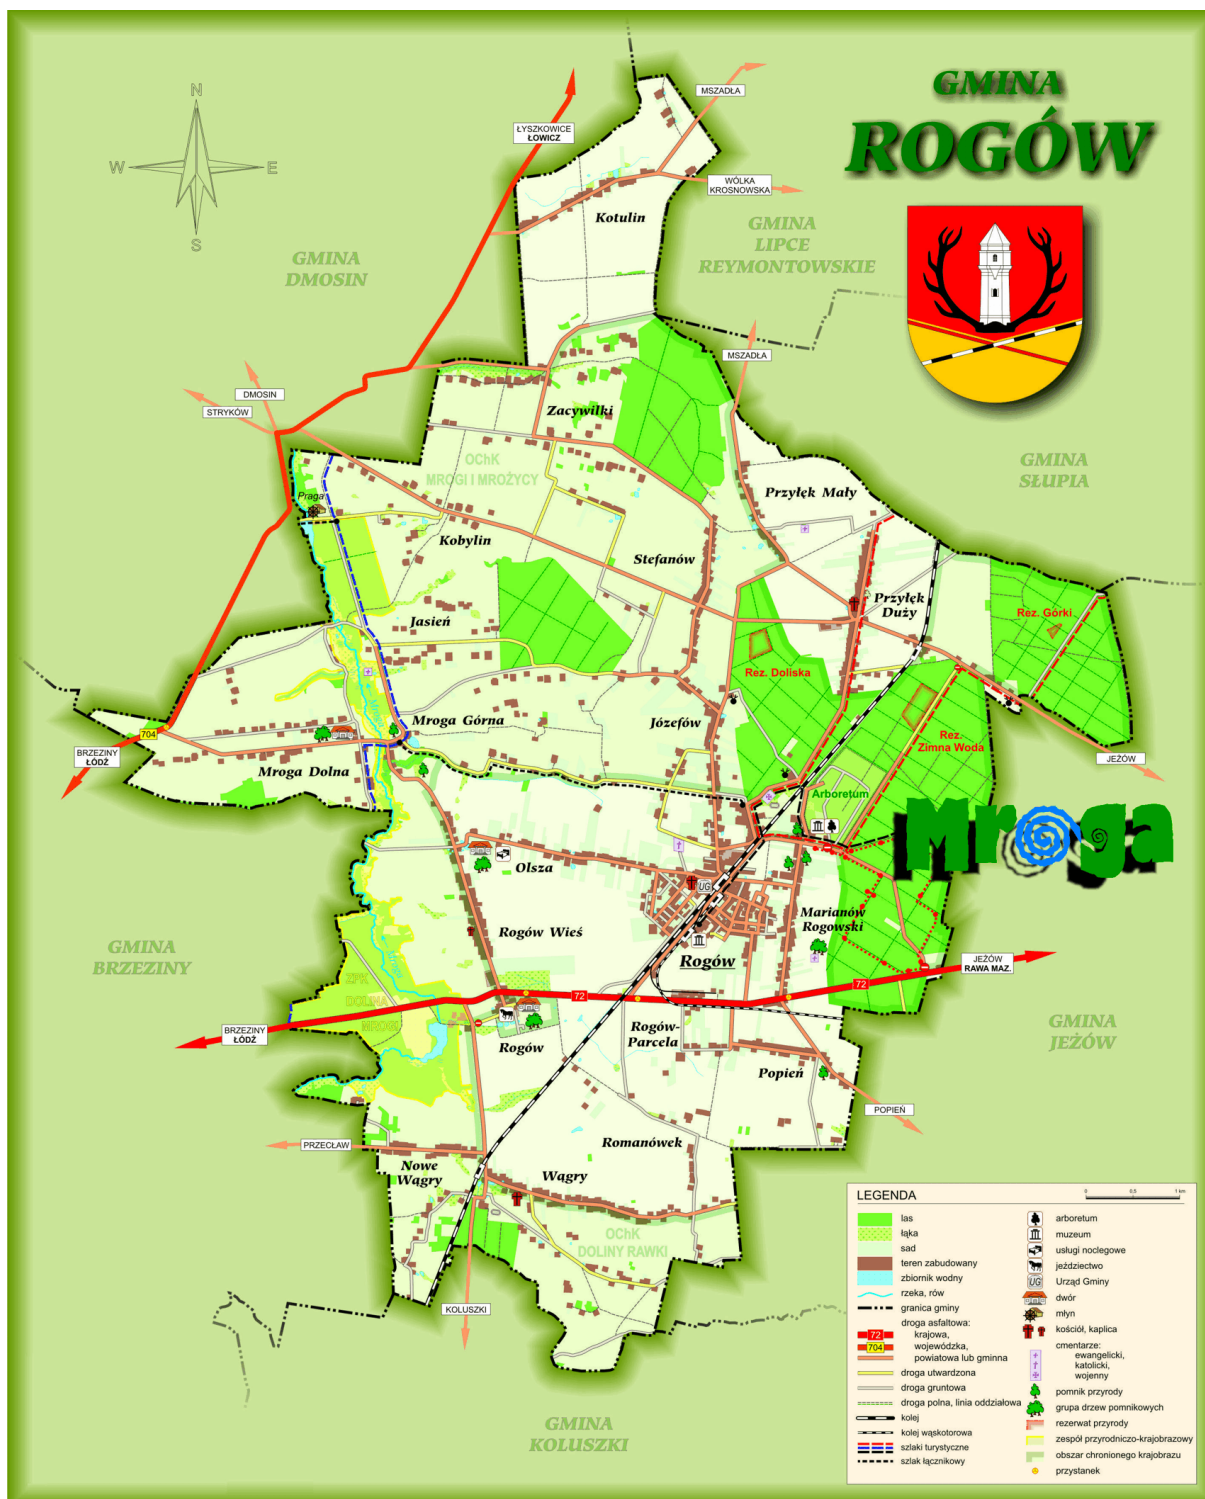 GMINA
ROGÓW
N
W
E
S
MSZADŁA
ŁYSZKOWICE
ŁOWICZ
WÓLKA
KROSNOWSKA
Kotulin
GMINA
DMOSIN
GMINA
LIPCE
REYMONTOWSKIE
MSZADŁA
DMOSIN
STRYKÓW
Zacywilki
OChK
MROGI I MROŻYCY
GMINA
SŁUPIA
Praga
Przyłęk Mały
Kobylin
Stefanów
Jasień
Przyłęk
Duży
Rez. Górki
Rez. Doliska
Mroga
Mroga Górna
Józefów
Rez.
Zimna Woda
704
BRZEZINY
ŁÓDŹ
Mroga Dolna
JEŻÓW
Arboretum
Mroga
Olsza
UG
Marianów
Rogowski
Rogów Wieś
Rogów
GMINA
BRZEZINY
Mroga
JEŻÓW
RAWA MAZ.
ZPK
DOLINA
MROGI
72
72
BRZEZINY
ŁÓDŹ
Rogów
Rogów-
Parcela
GMINA
JEŻÓW
Popień
POPIEŃ
PRZECŁAW
Romanówek
Nowe
Wągry
Wągry
OChK
DOLINY RAWKI
KOLUSZKI
GMINA
KOLUSZKI
LEGENDA
0 0,5 1 km
las
łąka
sad
teren zabudowany
zbiornik wodny
rzeka, rów
granica gminy
droga asfaltowa:
72 krajowa,
704 wojewódzka,
powiatowa lub gminna
droga utwardzona
droga gruntowa
droga polna, linia oddziałowa
kolej
kolej wąskotorowa
szlaki turystyczne
szlak łącznikowy
arboretum
muzeum
usługi noclegowe
jeździectwo
UG Urząd Gminy
dwór
młyn
kościół, kaplica
cmentarze:
ewangelicki,
katolicki,
wojenny
pomnik przyrody
grupa drzew pomnikowych
rezerwat przyrody
zespół przyrodniczo-krajobrazowy
obszar chronionego krajobrazu
przystanek